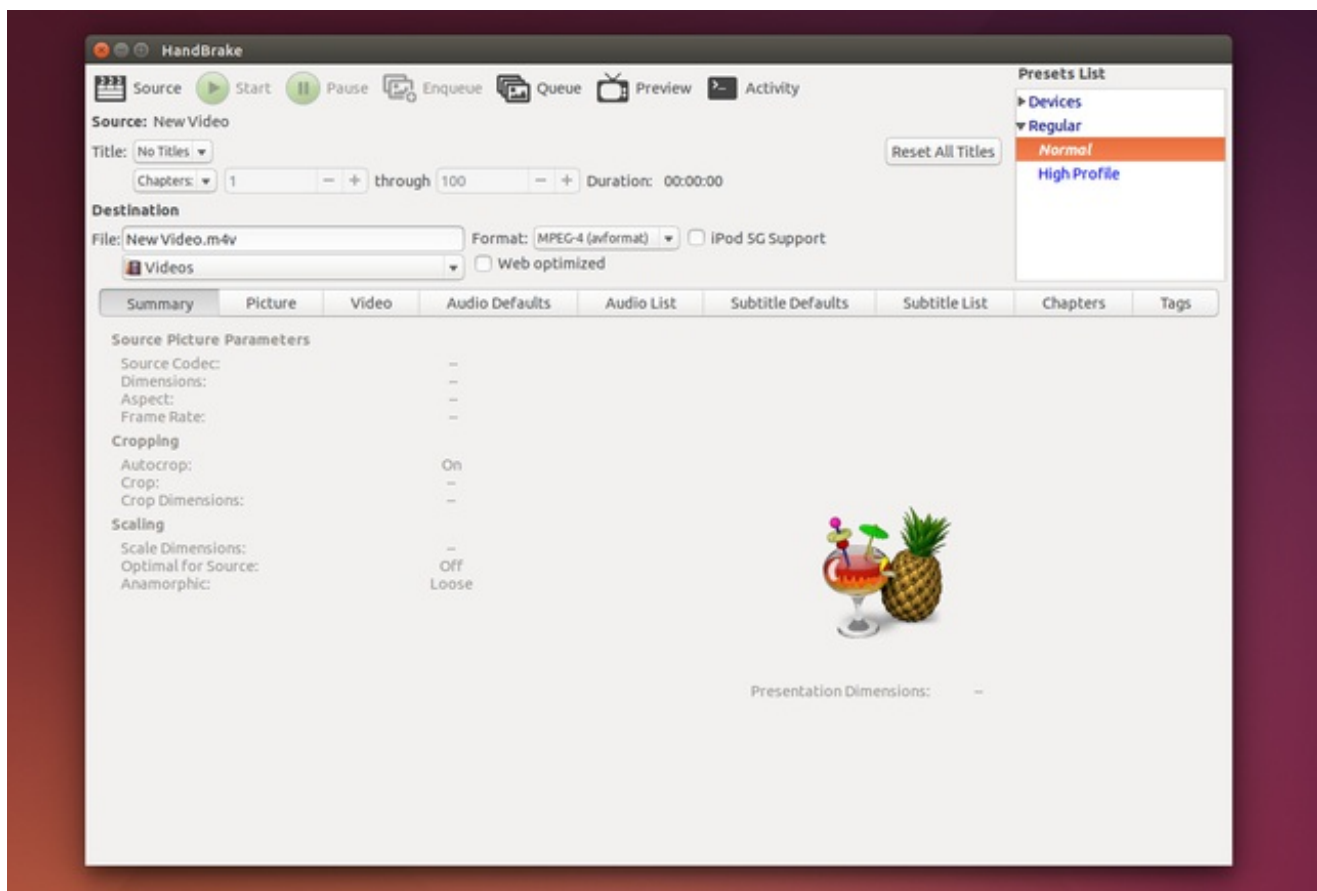 HandBrake
Source Start Pause Enqueue Queue Preview Activity
Presets List
Devices
Regular
Normal
High Profile
Source: New Video
Title: No Titles
Reset All Titles
Chapters: 1 - + through 100 - + Duration: 00:00:00
Destination
File: New Video.m4v Format: MPEG-4 (avformat) iPod 5G Support
Videos Web optimized
Summary Picture Video Audio Defaults Audio List Subtitle Defaults Subtitle List Chapters Tags
Source Picture Parameters
Source Codec: --
Dimensions: --
Aspect: --
Frame Rate: --
Cropping
Autocrop: On
Crop: --
Crop Dimensions: --
Scaling
Scale Dimensions: --
Optimal for Source: Off
Anamorphic: Loose
Presentation Dimensions: --